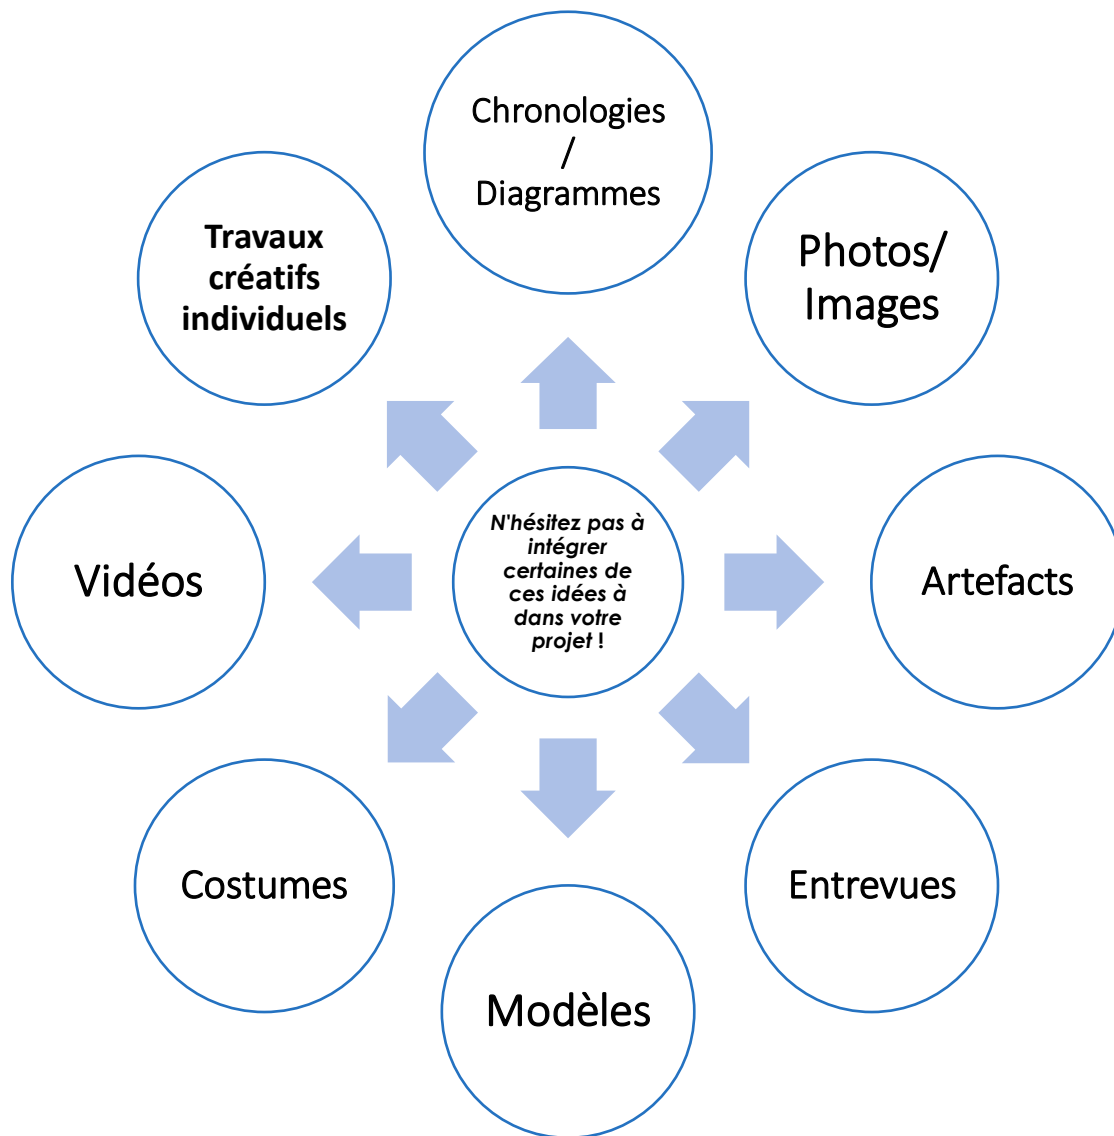 Chronologies
/
Diagrammes
Photos/
Images
Artefacts
Entrevues
Modèles
Costumes
Vidéos
Travaux
créatifs
individuels
N'hésitez pas à
intégrer
certaines de
ces idées à
dans votre
projet !